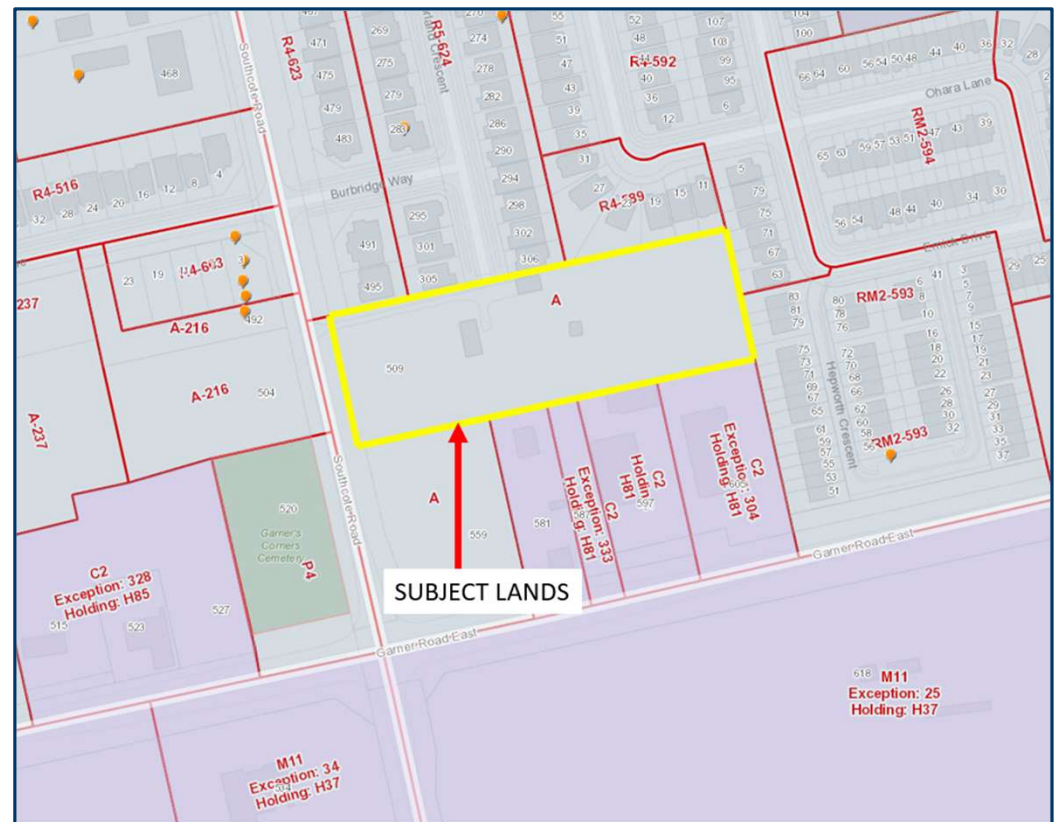 467
471
475
479
483
269
275
279
283
270
274
278
282
286
290
294
298
302
306
55
51
47
43
39
35
31
52
48
44
40
36
12
107
103
99
95
6
104
100
468
Southcote Road
R4-623
R5-624
R4-592
66 64 60 56 54 50 48 44 40 36 32
28
Ohara Lane
RM2-594
65 63 59 57 53 51 47 43 39
56 54 48 44 40 34 30
R4-516
32 28 24 20 16 12 8 4
Burbridge Way
491
495
295
301
305
27
R4-589
23 19 15 11
5
79
75
71
67
63
23 19
R4-663
3
A-216
492
237
A-237
A-216
504
A
509
Emick Drive
29 25
RM2-593
83
81
79
75
73
71
69
67
65
61
59
57
55
53
51
80
78
76
72
70
68
66
62
60
58
56
Hepworth Crescent
41
6
8
10
16
18
20
22
26
28
30
32
3
5
7
9
15
17
19
21
23
27
29
31
33
35
37
RM2-593
Southcote Road
A
559
581
C2
Exception: 333
Holding: H81
587
C2
Holding: H81
597
C2
Exception: 304
Holding: H81
605
520
Garner's
Corners
Cemetery
P4
C2
Exception: 328
Holding: H85
515
523
527
SUBJECT LANDS
Garner Road East
Garner Road East
618
M11
Exception: 25
Holding: H37
M11
Exception: 34
Holding: H37